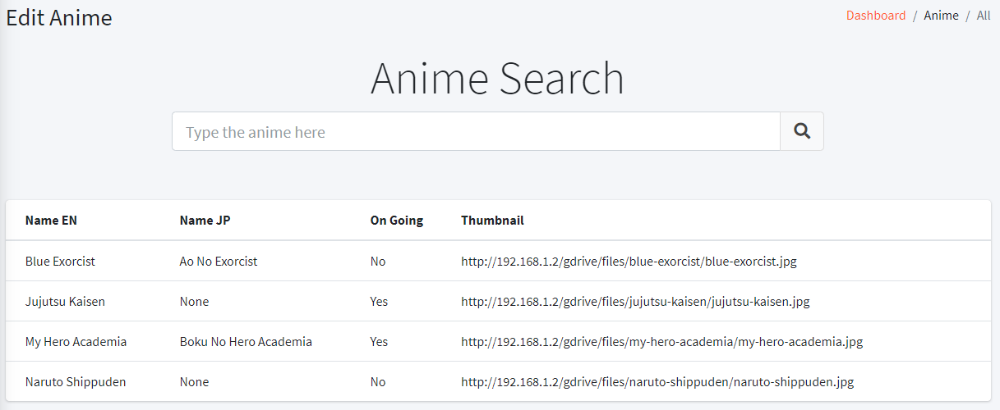 Edit Anime
Dashboard / Anime / All
Anime Search
Type the anime here
Name EN Name JP On Going Thumbnail
Blue Exorcist Ao No Exorcist No http://192.168.1.2/gdrive/files/blue-exorcist/blue-exorcist.jpg
Jujutsu Kaisen None Yes http://192.168.1.2/gdrive/files/jujutsu-kaisen/jujutsu-kaisen.jpg
My Hero Academia Boku No Hero Academia Yes http://192.168.1.2/gdrive/files/my-hero-academia/my-hero-academia.jpg
Naruto Shippuden None No http://192.168.1.2/gdrive/files/naruto-shippuden/naruto-shippuden.jpg